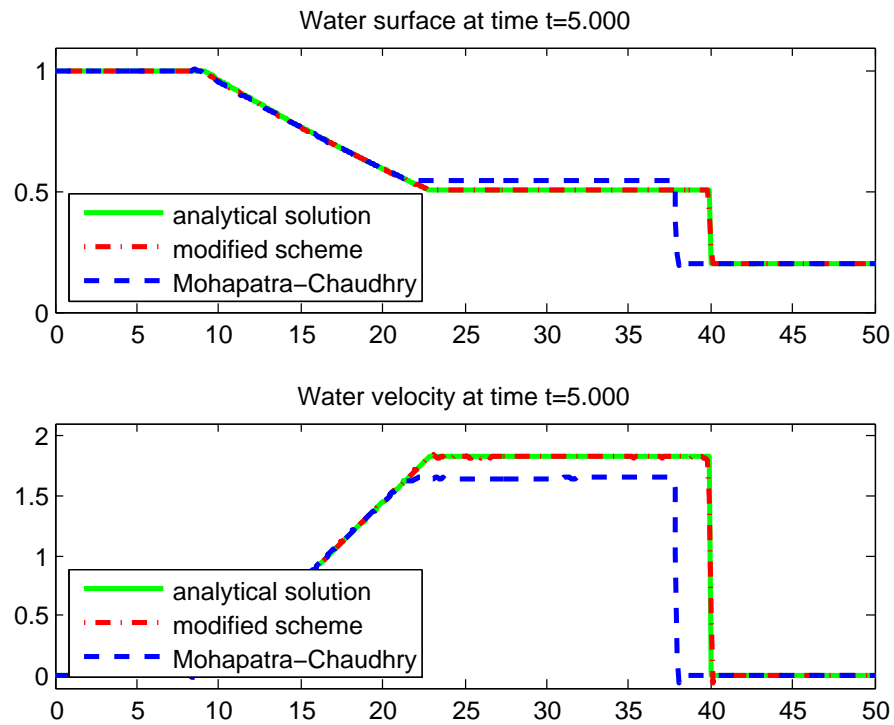 Water surface at time t=5.000
1
0.5
0
analytical solution
modified scheme
Mohapatra−Chaudhry
0 5 10 15 20 25 30 35 40 45 50
Water velocity at time t=5.000
2
1.5
1
0.5
0
analytical solution
modified scheme
Mohapatra−Chaudhry
0 5 10 15 20 25 30 35 40 45 50